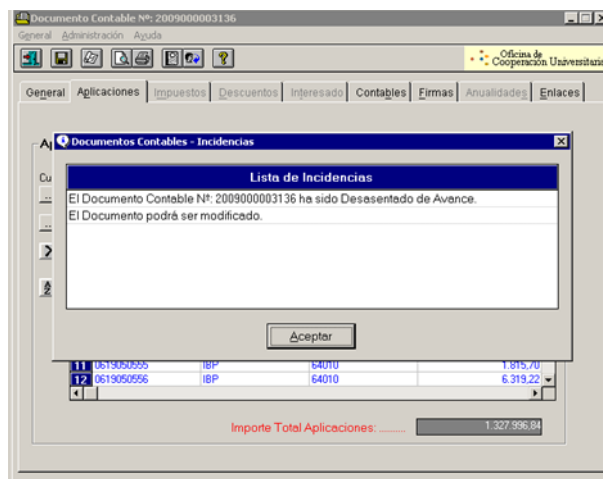 Documento Contable Nº: 2009000003136
General Administración Ayuda
Oficina de
Cooperación Universitaria
General Aplicaciones Impuestos Descuentos Interesado Contables Firmas Anualidades Enlaces
Documentos Contables - Incidencias
Cu
Lista de Incidencias
El Documento Contable Nº: 2009000003136 ha sido Desasentado de Avance.
El Documento podrá ser modificado.
Aceptar
11 0619050555 IBP 64010 1.815,70
12 0619050556 IBP 64010 6.319,22
Importe Total Aplicaciones: ......... 1.327.996,84